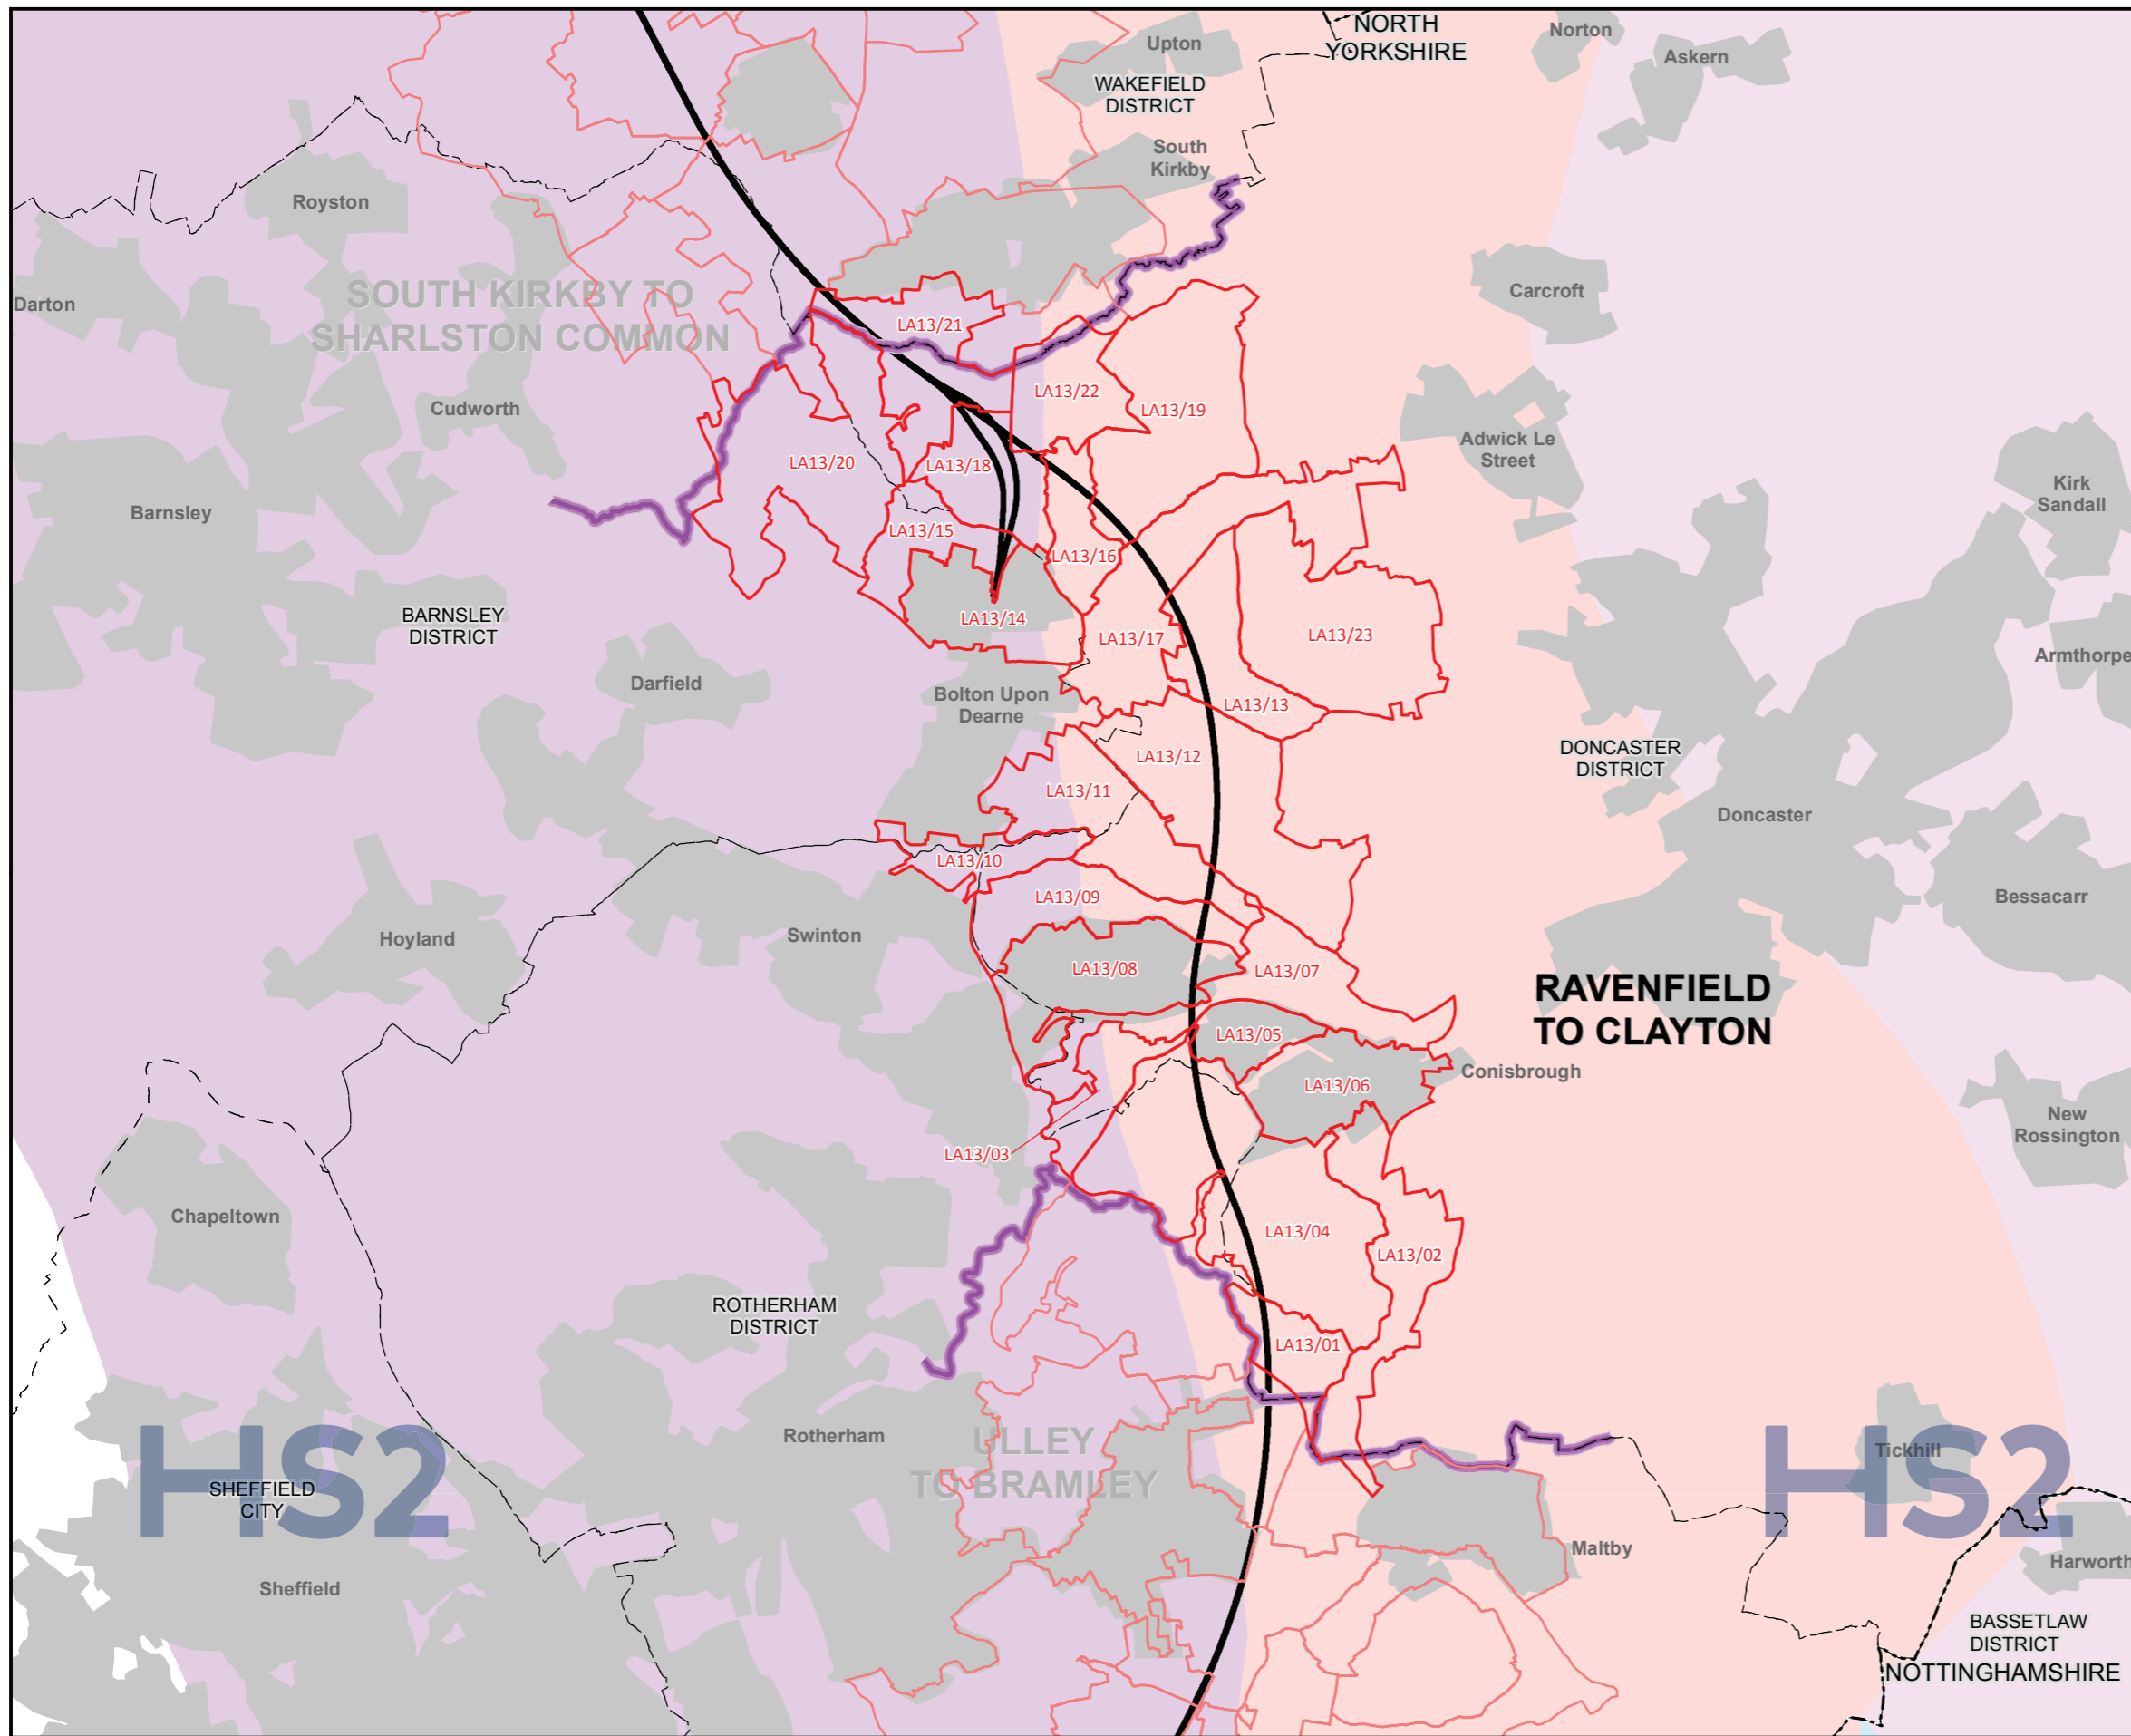 NORTH
YORKSHIRE
Norton
Upton
Askern
WAKEFIELD
DISTRICT
South
Kirkby
Royston
SOUTH KIRKBY TO
SHARLSTON COMMON
Darton
Carcroft
LA13/21
LA13/22
LA13/19
Cudworth
Adwick Le
Street
LA13/20
LA13/18
Kirk
Sandall
Barnsley
LA13/15
LA13/16
BARNSLEY
DISTRICT
LA13/14
LA13/17
LA13/23
Armthorpe
Darfield
Bolton Upon
Dearne
LA13/13
LA13/12
DONCASTER
DISTRICT
LA13/11
Doncaster
LA13/10
LA13/09
Bessacarr
Hoyland
Swinton
LA13/08
LA13/07
RAVENFIELD
TO CLAYTON
LA13/05
LA13/06
Conisbrough
New
Rossington
LA13/03
Chapeltown
LA13/04
LA13/02
ROTHERHAM
DISTRICT
LA13/01
Rotherham
ULLEY
TO BRAMLEY
Tickhill
HS2
HS2
SHEFFIELD
CITY
Maltby
Harworth
Sheffield
BASSETLAW
DISTRICT
NOTTINGHAMSHIRE